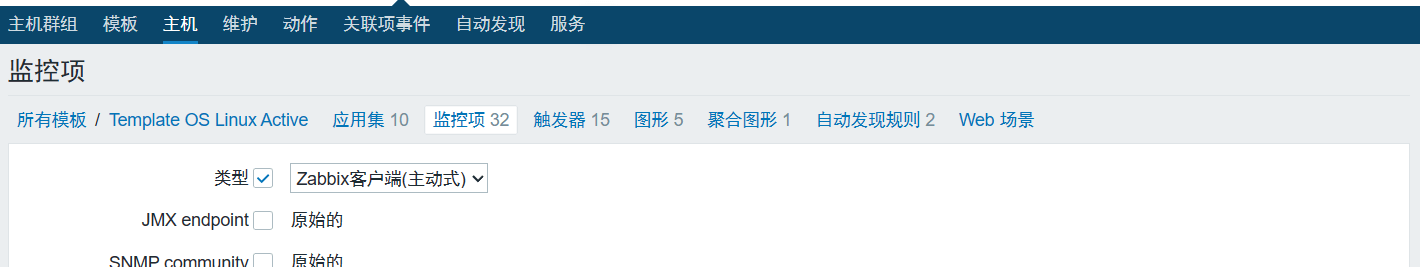 主机群组 模板 主机 维护 动作 关联项事件 自动发现 服务
监控项
所有模板 / Template OS Linux Active 应用集 10 监控项 32 触发器 15 图形 5 聚合图形 1 自动发现规则 2 Web 场景
类型 Zabbix客户端(主动式)
JMX endpoint 原始的
SNMP community 原始的